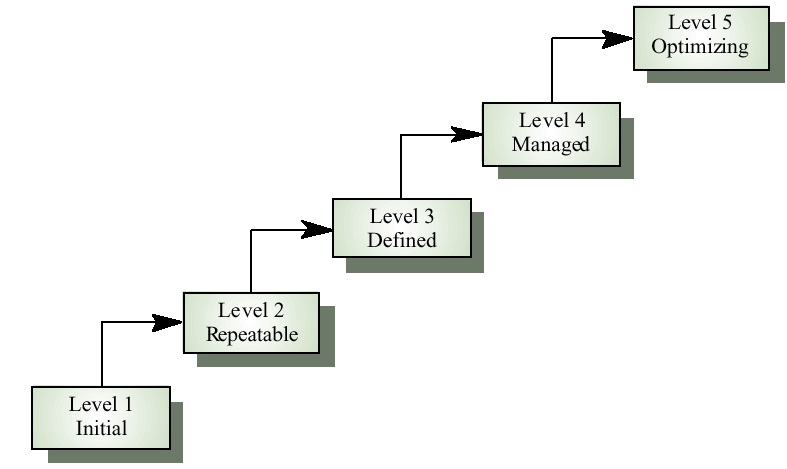 Level 5
Optimizing
Level 4
Managed
Level 3
Defined
Level 2
Repeatable
Level 1
Initial